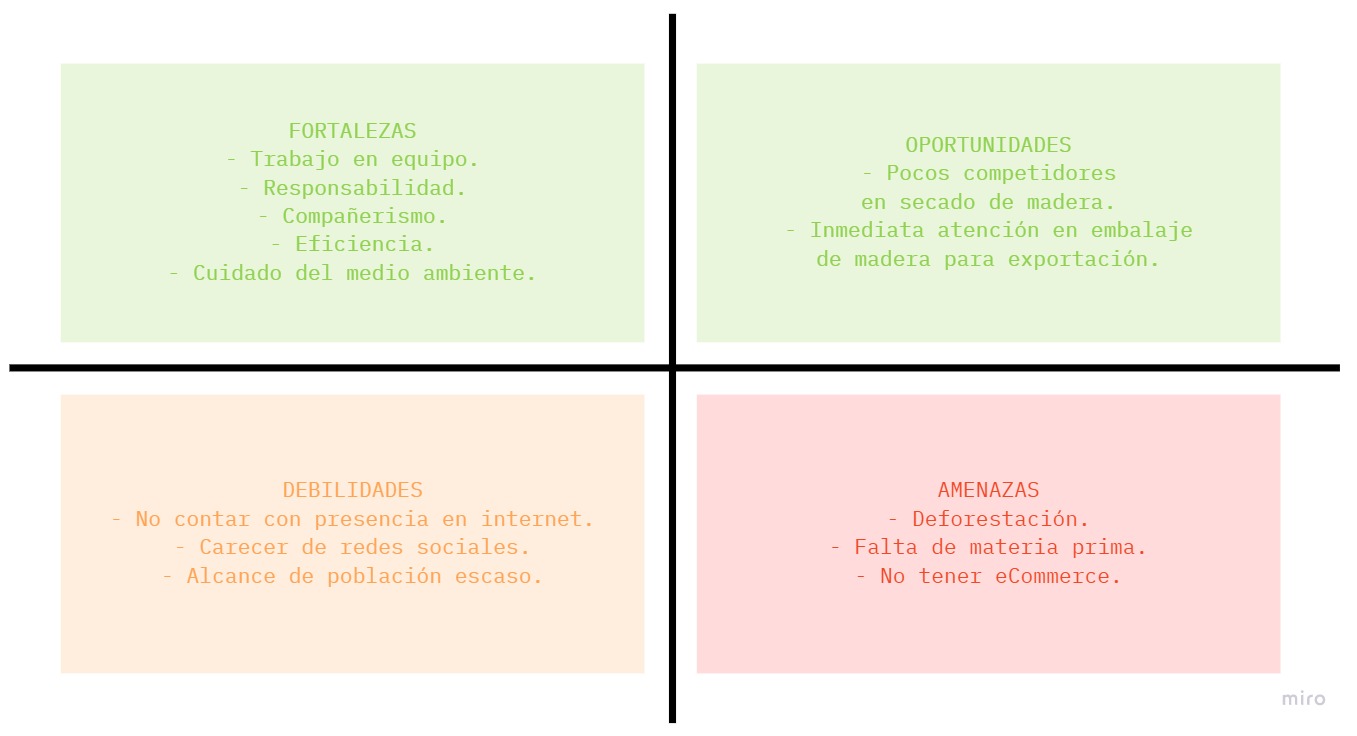 FORTALEZAS
- Trabajo en equipo.
- Responsabilidad.
- Compañerismo.
- Eficiencia.
- Cuidado del medio ambiente.
OPORTUNIDADES
- Pocos competidores
en secado de madera.
- Inmediata atención en embalaje
de madera para exportación.
DEBILIDADES
- No contar con presencia en internet.
- Carecer de redes sociales.
- Alcance de población escaso.
AMENAZAS
- Deforestación.
- Falta de materia prima.
- No tener eCommerce.
miro